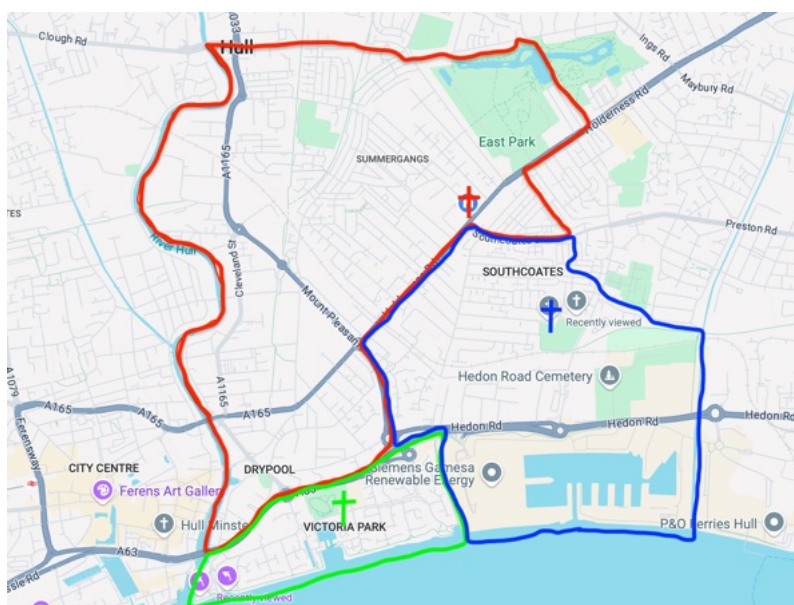 Clough Rd
Hull
A1033
Ings Rd
Maybury Rd
Holderness Rd
East Park
A1165
SUMMERGANGS
River Hull
Cleveland St
Preston Rd
Southcoates
SOUTHCOATES
Mount Pleasant
Recently viewed
Hedon Road Cemetery
A1079
A165
A165
A1165
A165
Ferensway
Hedon Rd
Hedon Rd
Hedon Rd
CITY CENTRE
DRYPOOL
Siemens Gamesa
Renewable Energy
Ferens Art Gallery
Hull Minster
VICTORIA PARK
P&O Ferries Hull
A63
Recently viewed